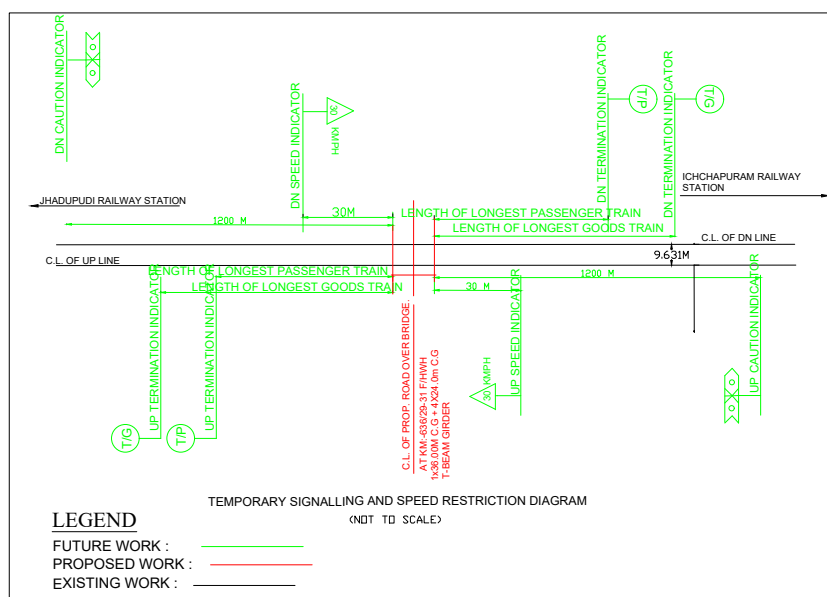 DN CAUTION INDICATOR
DN SPEED INDICATOR
30
KMPH
DN TERMINATION INDICATOR
T/P
DN TERMINATION INDICATOR
T/G
JHADUPUDI RAILWAY STATION
ICHCHAPURAM RAILWAY
STATION
1200 M
30M
LENGTH OF LONGEST PASSENGER TRAIN
LENGTH OF LONGEST GOODS TRAIN
C.L. OF DN LINE
9.631M
C.L. OF UP LINE
LENGTH OF LONGEST PASSENGER TRAIN
LENGTH OF LONGEST GOODS TRAIN
1200 M
30 M
UP TERMINATION INDICATOR
T/G
UP TERMINATION INDICATOR
T/P
C.L. OF PROP. ROAD OVER BRIDGE.
AT KM:-636/29-31 F/HWH
1x36.00M C.G + 4X24.0m C.G
T-BEAM GIRDER
UP SPEED INDICATOR
30 KMPH
UP CAUTION INDICATOR
TEMPORARY SIGNALLING AND SPEED RESTRICTION DIAGRAM
(NOT TO SCALE)
LEGEND
FUTURE WORK :
PROPOSED WORK :
EXISTING WORK :